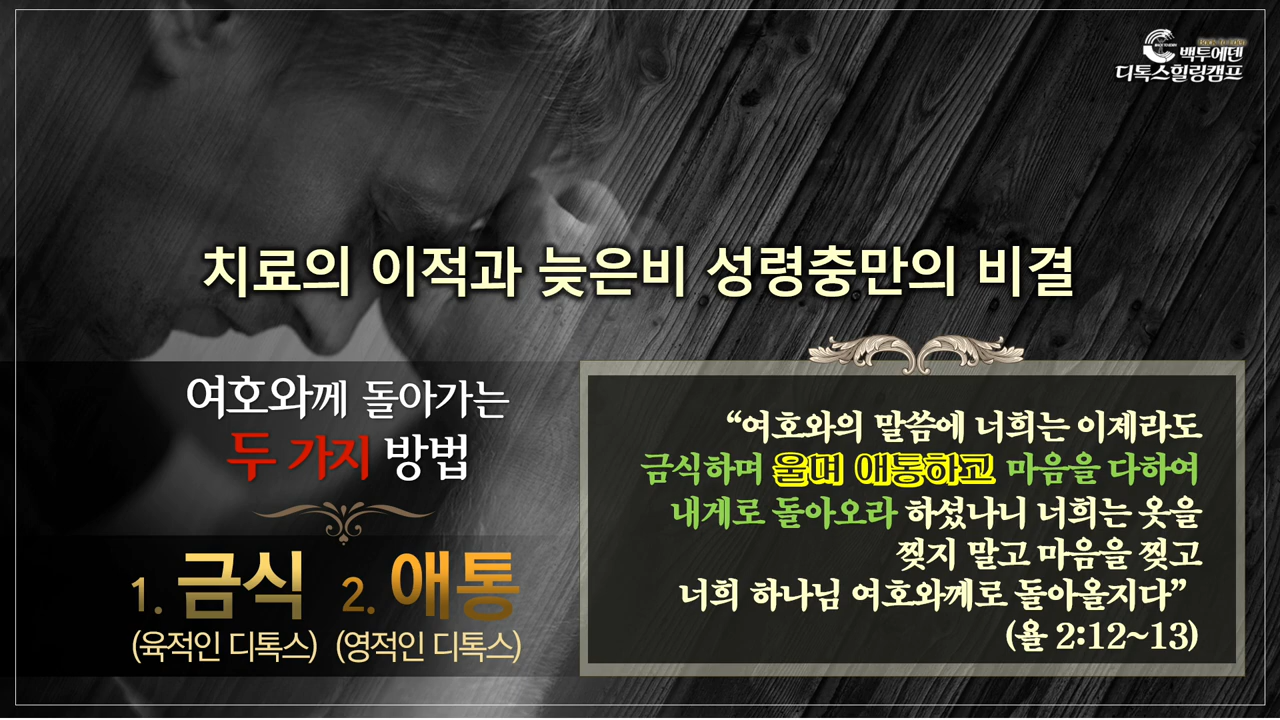 백투에덴
디톡스힐링캠프
치료의 이적과 늦은비 성령충만의 비결
여호와께 돌아가는
두 가지 방법
1. 금식 2. 애통
(육적인 디톡스) (영적인 디톡스)
“여호와의 말씀에 너희는 이제라도
금식하며 울며 애통하고 마음을 다하여
내게로 돌아오라 하셨나니 너희는 옷을
찢지 말고 마음을 찢고
너희 하나님 여호와께로 돌아올지다”
(욜 2:12~13)